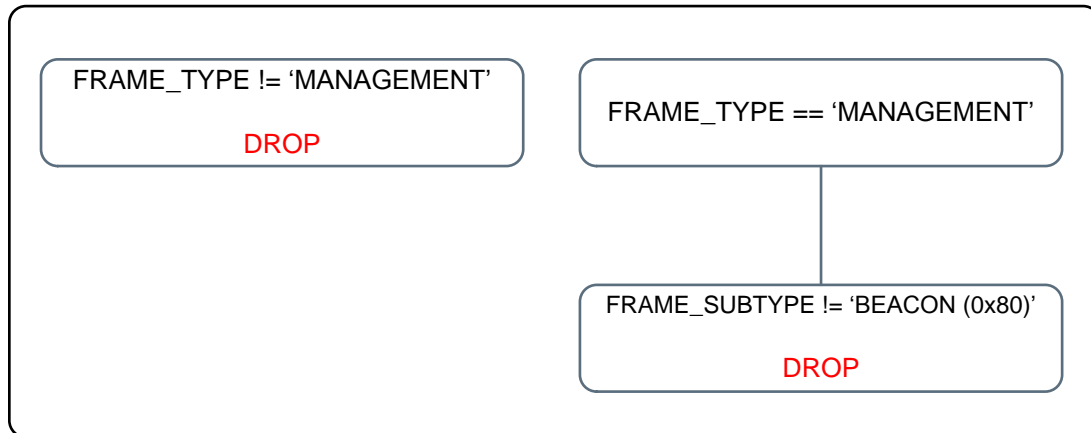 FRAME_TYPE != ‘MANAGEMENT’
DROP
FRAME_TYPE == ‘MANAGEMENT’
FRAME_SUBTYPE != ‘BEACON (0x80)’
DROP